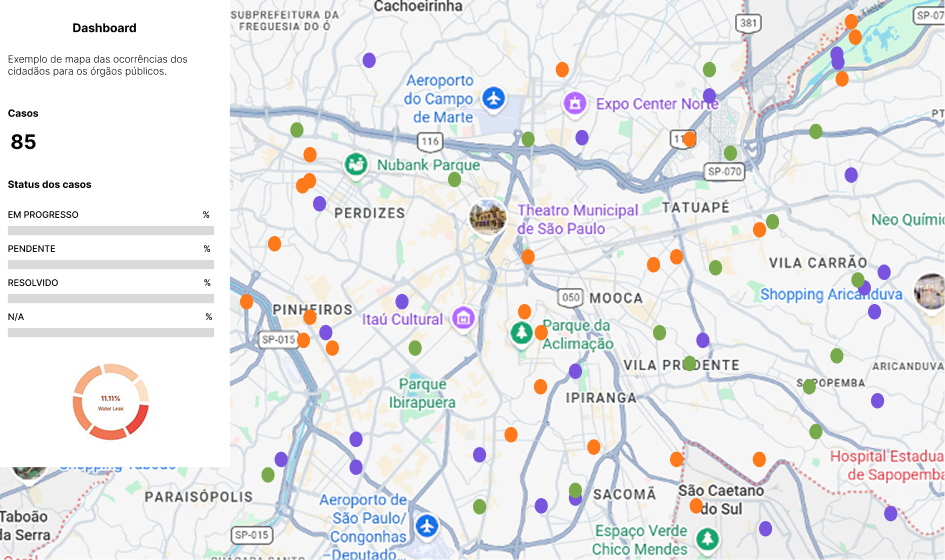 Dashboard
Exemplo de mapa das ocorrências dos
cidadãos para os órgãos públicos.
Casos
85
Status dos casos
EM PROGRESSO %
PENDENTE %
RESOLVIDO %
N/A %
11.11%
Water Leak
SUBPREFEITURA DA
FREGUESIA DO Ó
Cachoeirinha
381
SP-07
Aeroporto
do Campo
de Marte
Expo Center Norte
116
SP-070
Nubank Parque
PERDIZES
Theatro Municipal
de São Paulo
TATUAPÉ
Neo Químic
VILA CARRÃO
Shopping Aricanduva
050
MOOCA
PINHEIROS
Itaú Cultural
SP-015
Parque da
Aclimação
VILA PRUDENTE
ARICANDUVA
SAPOPEMBA
Parque
Ibirapuera
IPIRANGA
Hospital Estadua
de Sapopemb
Shopping Taboão
PARAISÓPOLIS
SACOMÃ
São Caetano
do Sul
Taboão
da Serra
SP-015
Aeroporto de
São Paulo/
Congonhas
–Deputado...
Espaço Verde
Chico Mendes